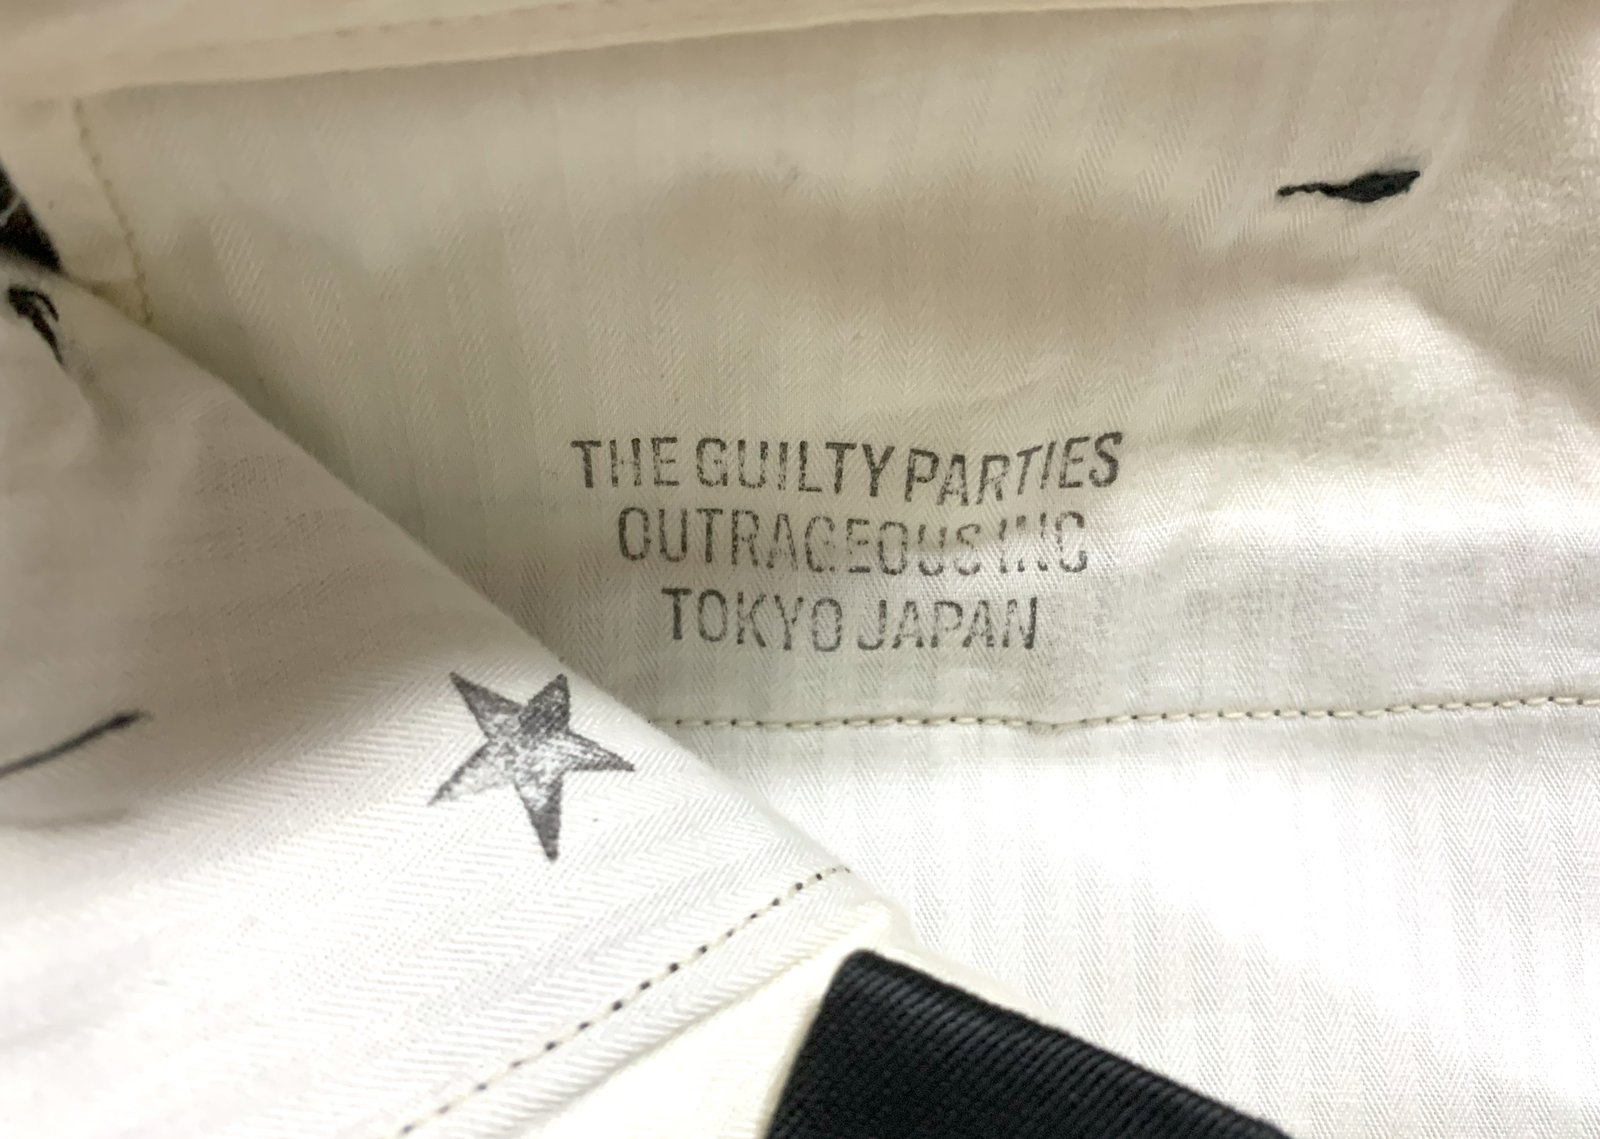 THE GUILTY PARTIES
OUTRAGEOUS INC
TOKYO JAPAN